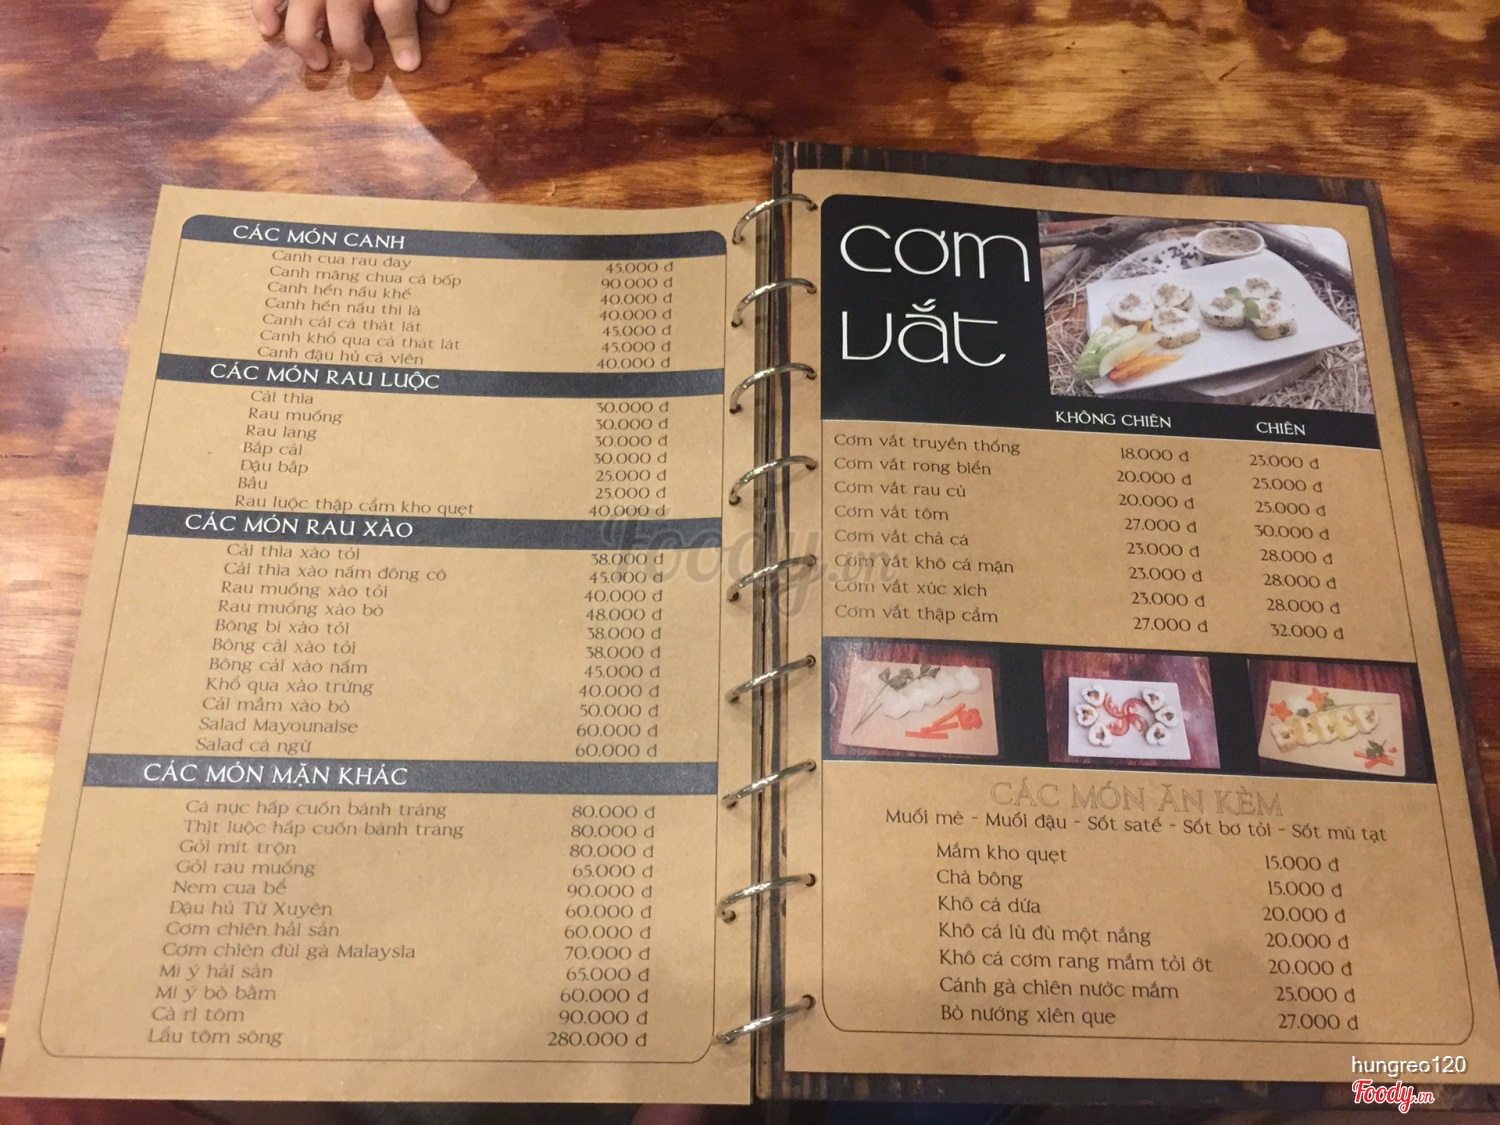 CÁC MÓN CANH
Canh cua rau đay 45.000 đ
Canh măng chua cá bốp 90.000 đ
Canh hến nấu khế 40.000 đ
Canh hến nấu thì là 40.000 đ
Canh cải cá thát lát 45.000 đ
Canh khổ qua cá thát lát 45.000 đ
Canh đậu hủ cá viên 40.000 đ
CÁC MÓN RAU LUỘC
Cải thìa 30.000 đ
Rau muống 30.000 đ
Rau lang 30.000 đ
Bắp cải 30.000 đ
Đậu bắp 25.000 đ
Bầu 25.000 đ
Rau luộc thập cẩm kho quẹt 40.000 đ
CÁC MÓN RAU XÀO
Cải thìa xào tỏi 38.000 đ
Cải thìa xào nấm đông cô 45.000 đ
Rau muống xào tỏi 40.000 đ
Rau muống xào bò 48.000 đ
Bông bí xào tỏi 38.000 đ
Bông cải xào tỏi 38.000 đ
Bông cải xào nấm 45.000 đ
Khổ qua xào trứng 40.000 đ
Cải mầm xào bò 50.000 đ
Salad Mayounaise 60.000 đ
Salad cá ngừ 60.000 đ
CÁC MÓN MẶN KHÁC
Cá nục hấp cuốn bánh tráng 80.000 đ
Thịt luộc hấp cuốn bánh tráng 80.000 đ
Gỏi mít trộn 80.000 đ
Gỏi rau muống 65.000 đ
Nem cua bể 90.000 đ
Đậu hủ Tứ Xuyên 60.000 đ
Cơm chiên hải sản 60.000 đ
Cơm chiên đùi gà Malaysia 70.000 đ
Mì ý hải sản 65.000 đ
Mì ý bò bằm 60.000 đ
Cà ri tôm 90.000 đ
Lẩu tôm sông 280.000 đ
CƠM
VẮT
KHÔNG CHIÊN CHIÊN
Cơm vắt truyền thống 18.000 đ 23.000 đ
Cơm vắt rong biển 20.000 đ 25.000 đ
Cơm vắt rau củ 20.000 đ 25.000 đ
Cơm vắt tôm 27.000 đ 30.000 đ
Cơm vắt chả cá 23.000 đ 28.000 đ
Cơm vắt khô cá mặn 23.000 đ 28.000 đ
Cơm vắt xúc xích 23.000 đ 28.000 đ
Cơm vắt thập cẩm 27.000 đ 32.000 đ
CÁC MÓN ĂN KÈM
Muối mè - Muối đậu - Sốt saté - Sốt bơ tỏi - Sốt mù tạt
Mắm kho quẹt 15.000 đ
Chà bông 15.000 đ
Khô cá dứa 20.000 đ
Khô cá lù đù một nắng 20.000 đ
Khô cá cơm rang mắm tỏi ớt 20.000 đ
Cánh gà chiên nước mắm 25.000 đ
Bò nướng xiên que 27.000 đ
Foody.vn
hungreo120
Foody.vn